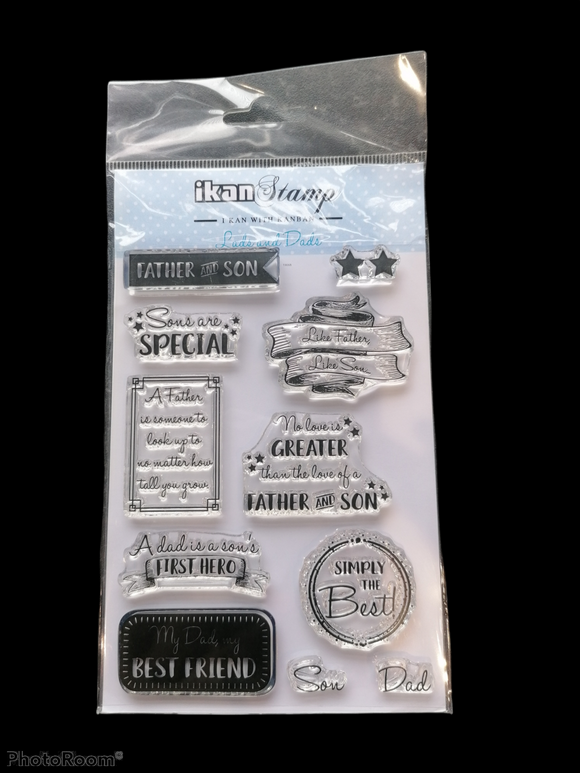 ikan Stamp
I KAN WITH KANBAN
Lads and Dads
FATHER AND SON
Sons are
SPECIAL
Like Father,
Like Son.
A Father
is someone to
look up to
no matter how
tall you grow.
No love is
GREATER
than the love of a
FATHER AND SON
A dad is a son's
FIRST HERO
SIMPLY
THE
Best!
My Dad, my
BEST FRIEND
Son
Dad
PhotoRoom